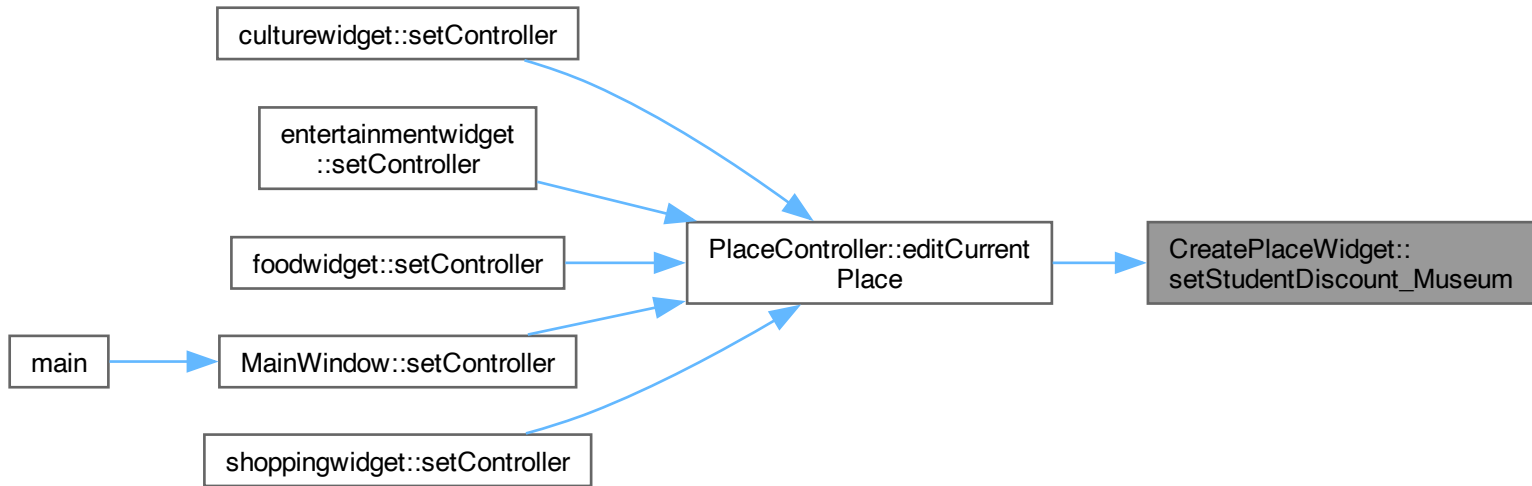 culturewidget::setController
entertainmentwidget
::setController
foodwidget::setController
main
MainWindow::setController
shoppingwidget::setController
PlaceController::editCurrent
Place
CreatePlaceWidget::
setStudentDiscount_Museum